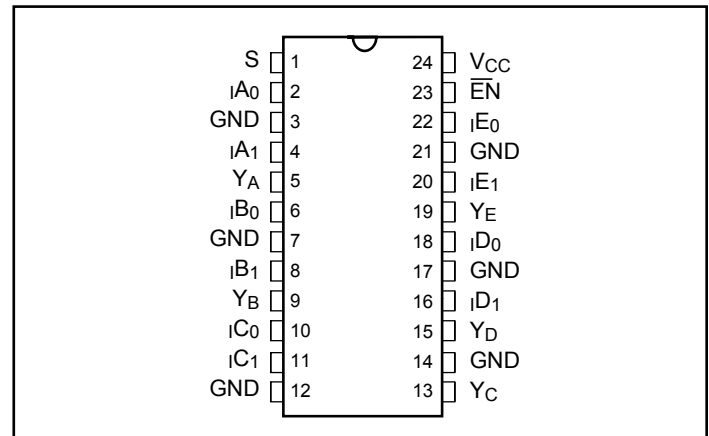 S 1 24 VCC
IA0 2 23 E̅N̅
GND 3 22 IE0
IA1 4 21 GND
YA 5 20 IE1
IB0 6 19 YE
GND 7 18 ID0
IB1 8 17 GND
YB 9 16 ID1
IC0 10 15 YD
IC1 11 14 GND
GND 12 13 YC